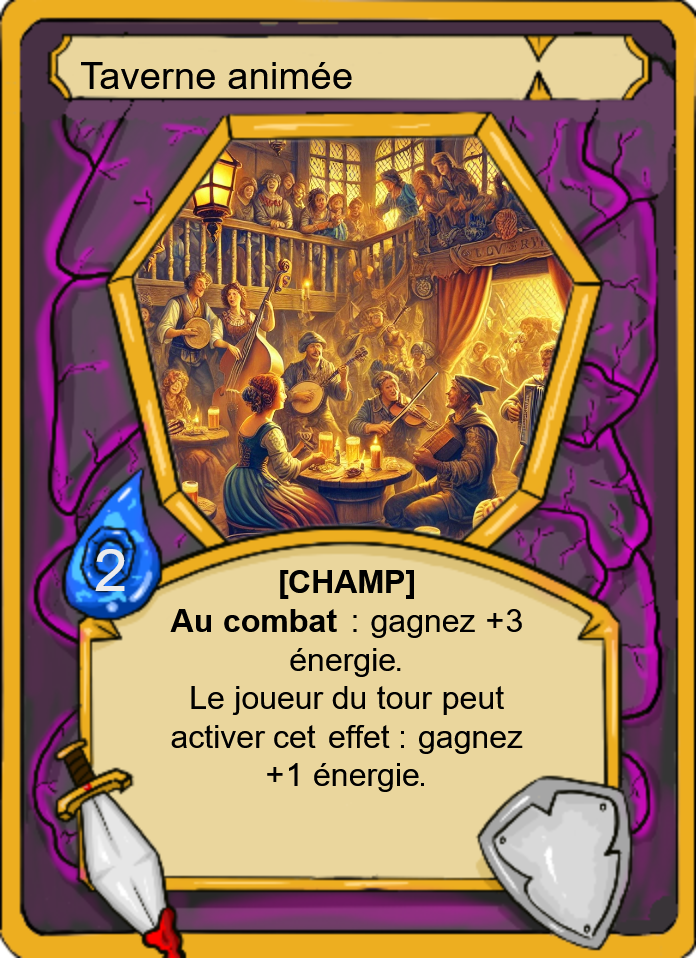 Taverne animée
2
[CHAMP]
Au combat : gagnez +3
énergie.
Le joueur du tour peut
activer cet effet : gagnez
+1 énergie.